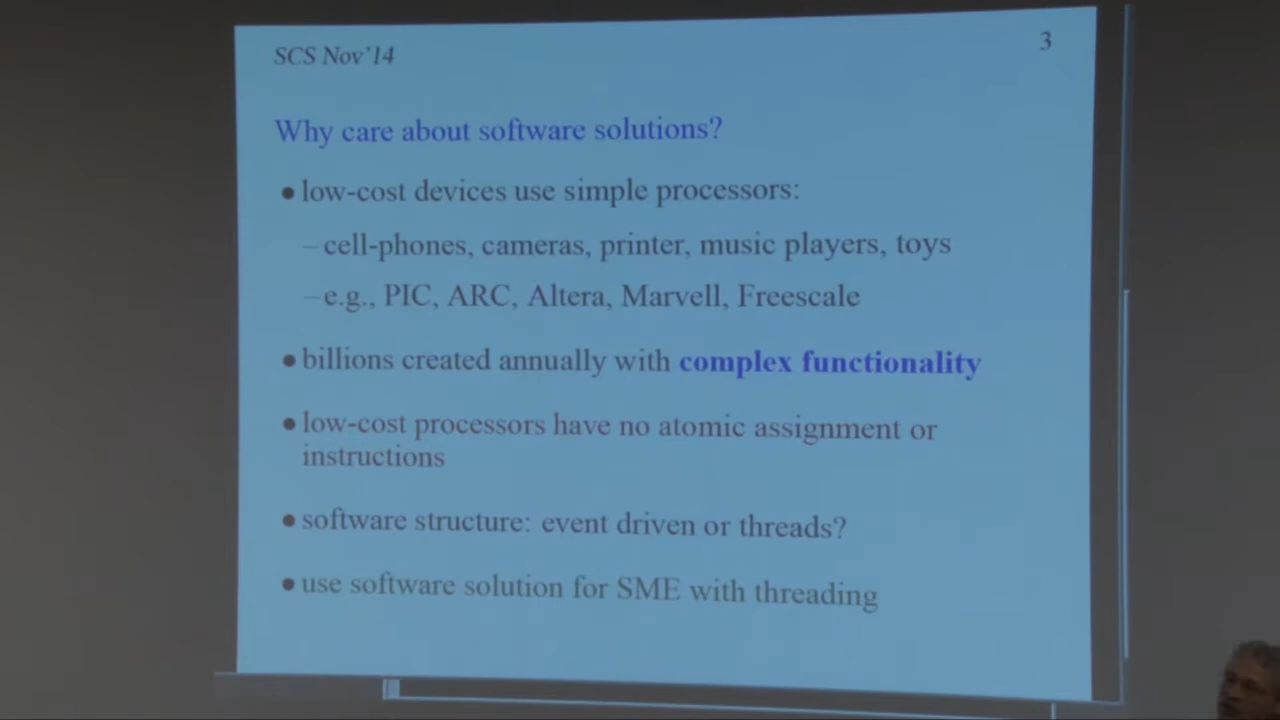 SCS Nov'14
3
Why care about software solutions?
• low-cost devices use simple processors:
– cell-phones, cameras, printer, music players, toys
– e.g., PIC, ARC, Altera, Marvell, Freescale
• billions created annually with complex functionality
• low-cost processors have no atomic assignment or
instructions
• software structure: event driven or threads?
• use software solution for SME with threading